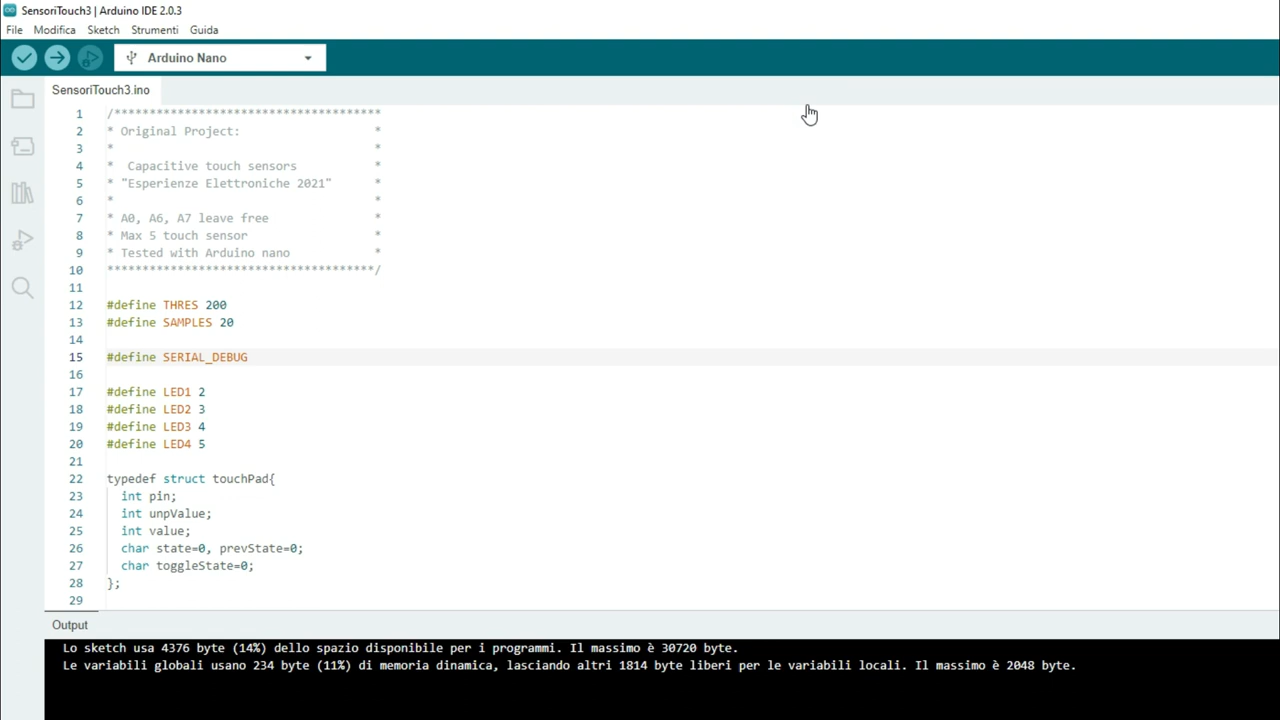 SensoriTouch3 | Arduino IDE 2.0.3
File Modifica Sketch Strumenti Guida
Arduino Nano
SensoriTouch3.ino
1 /**************************************
2 * Original Project: *
3 * *
4 * Capacitive touch sensors *
5 * "Esperienze Elettroniche 2021" *
6 * *
7 * A0, A6, A7 leave free *
8 * Max 5 touch sensor *
9 * Tested with Arduino nano *
10 **************************************/
11
12 #define THRES 200
13 #define SAMPLES 20
14
15 #define SERIAL_DEBUG
16
17 #define LED1 2
18 #define LED2 3
19 #define LED3 4
20 #define LED4 5
21
22 typedef struct touchPad{
23 int pin;
24 int unpValue;
25 int value;
26 char state=0, prevState=0;
27 char toggleState=0;
28 };
29
Output
Lo sketch usa 4376 byte (14%) dello spazio disponibile per i programmi. Il massimo è 30720 byte.
Le variabili globali usano 234 byte (11%) di memoria dinamica, lasciando altri 1814 byte liberi per le variabili locali. Il massimo è 2048 byte.